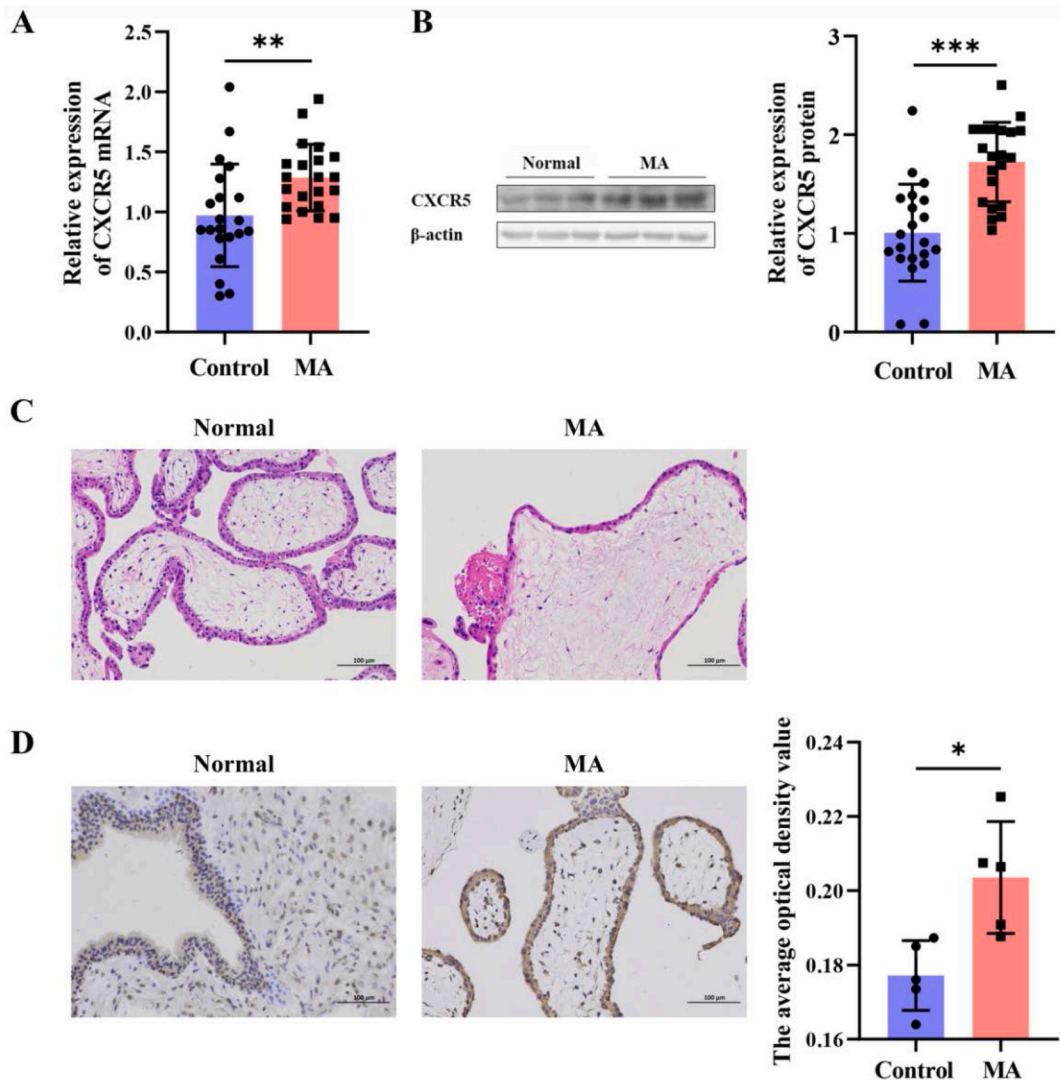 A
Relative expression
of CXCR5 mRNA
2.5
2.0
1.5
1.0
0.5
0.0
**
Control
MA
B
Normal
MA
CXCR5
β-actin
Relative expression
of CXCR5 protein
3
2
1
0
***
Control
MA
C
Normal
MA
100 μm
100 μm
D
Normal
MA
100 μm
100 μm
The average optical density value
0.24
0.22
0.20
0.18
0.16
*
Control
MA